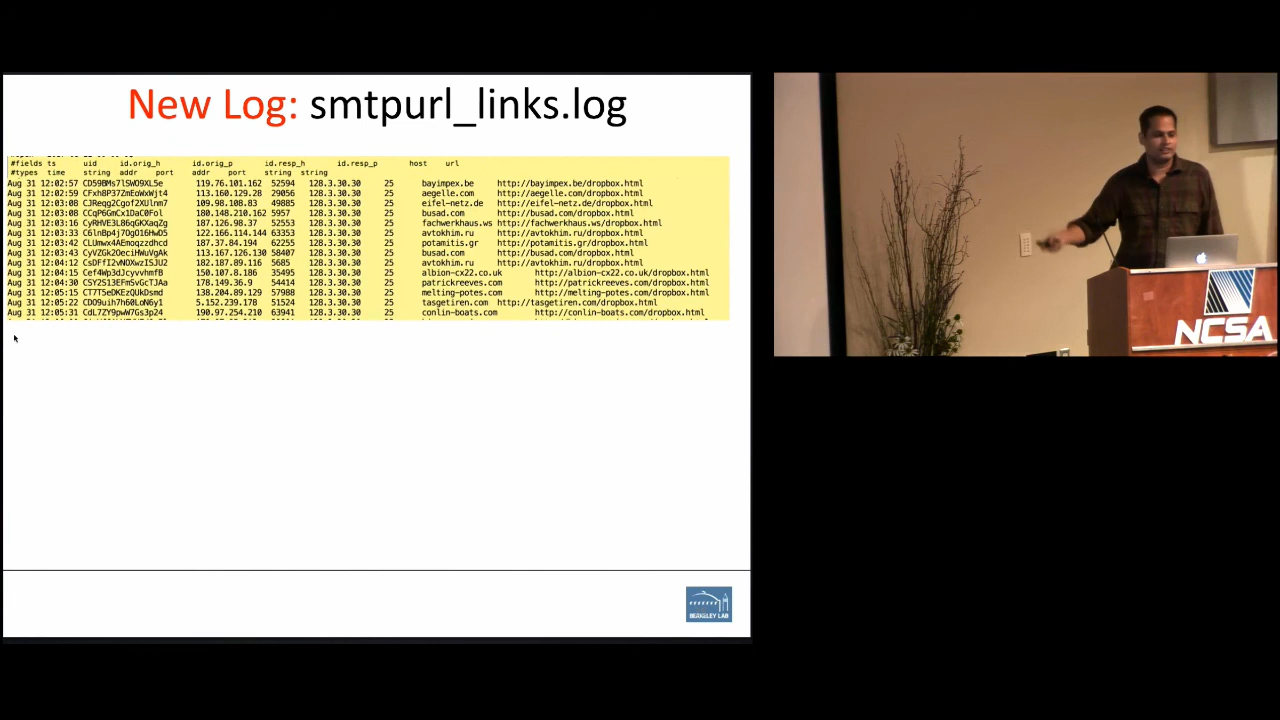 New Log: smtpurl_links.log
#fields ts uid id.orig_h id.orig_p id.resp_h id.resp_p host url
#types time string addr port addr port string string
Aug 31 12:02:57 CD59BMs7lSWO9XL5e 119.76.101.162 52594 128.3.30.30 25 bayimpex.be http://bayimpex.be/dropbox.html
Aug 31 12:02:59 CFxh8P37ZmEoWxWjt4 113.160.129.28 29056 128.3.30.30 25 aegelle.com http://aegelle.com/dropbox.html
Aug 31 12:03:08 CJReqg2Cgof2XUlnm7 109.98.108.83 49885 128.3.30.30 25 eifel-netz.de http://eifel-netz.de/dropbox.html
Aug 31 12:03:08 CCqP6GmCx1DaC0Fol 180.148.210.162 5957 128.3.30.30 25 busad.com http://busad.com/dropbox.html
Aug 31 12:03:16 CyRHVE3L86qGKXaqZg 187.126.98.37 52553 128.3.30.30 25 fachwerkhaus.ws http://fachwerkhaus.ws/dropbox.html
Aug 31 12:03:33 C6lnBp4j7OgO16HwD5 122.166.114.144 63353 128.3.30.30 25 avtokhim.ru http://avtokhim.ru/dropbox.html
Aug 31 12:03:42 CLUmwx4AEmoqzzdhcd 187.37.84.194 62255 128.3.30.30 25 potamitis.gr http://potamitis.gr/dropbox.html
Aug 31 12:03:43 CyVZGk2OeciHWuVgAk 113.167.126.130 58407 128.3.30.30 25 busad.com http://busad.com/dropbox.html
Aug 31 12:04:12 CsDFfI2vNOXwzISJU2 182.187.89.116 5685 128.3.30.30 25 avtokhim.ru http://avtokhim.ru/dropbox.html
Aug 31 12:04:15 Cef4Wp3dJcyvvhmfB 150.107.8.186 35495 128.3.30.30 25 albion-cx22.co.uk http://albion-cx22.co.uk/dropbox.html
Aug 31 12:04:30 CSY2S13EFmSvGcTJAa 178.149.36.9 54414 128.3.30.30 25 patrickreeves.com http://patrickreeves.com/dropbox.html
Aug 31 12:05:15 CT7T5eDKEzQUkDsmd 138.204.89.129 57988 128.3.30.30 25 melting-potes.com http://melting-potes.com/dropbox.html
Aug 31 12:05:22 CDO9uih7h60LoN6y1 5.152.239.178 51524 128.3.30.30 25 tasgetiren.com http://tasgetiren.com/dropbox.html
Aug 31 12:05:31 CdL7ZY9pwW7Gs3p24 190.97.254.210 63941 128.3.30.30 25 conlin-boats.com http://conlin-boats.com/dropbox.html
BERKELEY LAB
NCSA